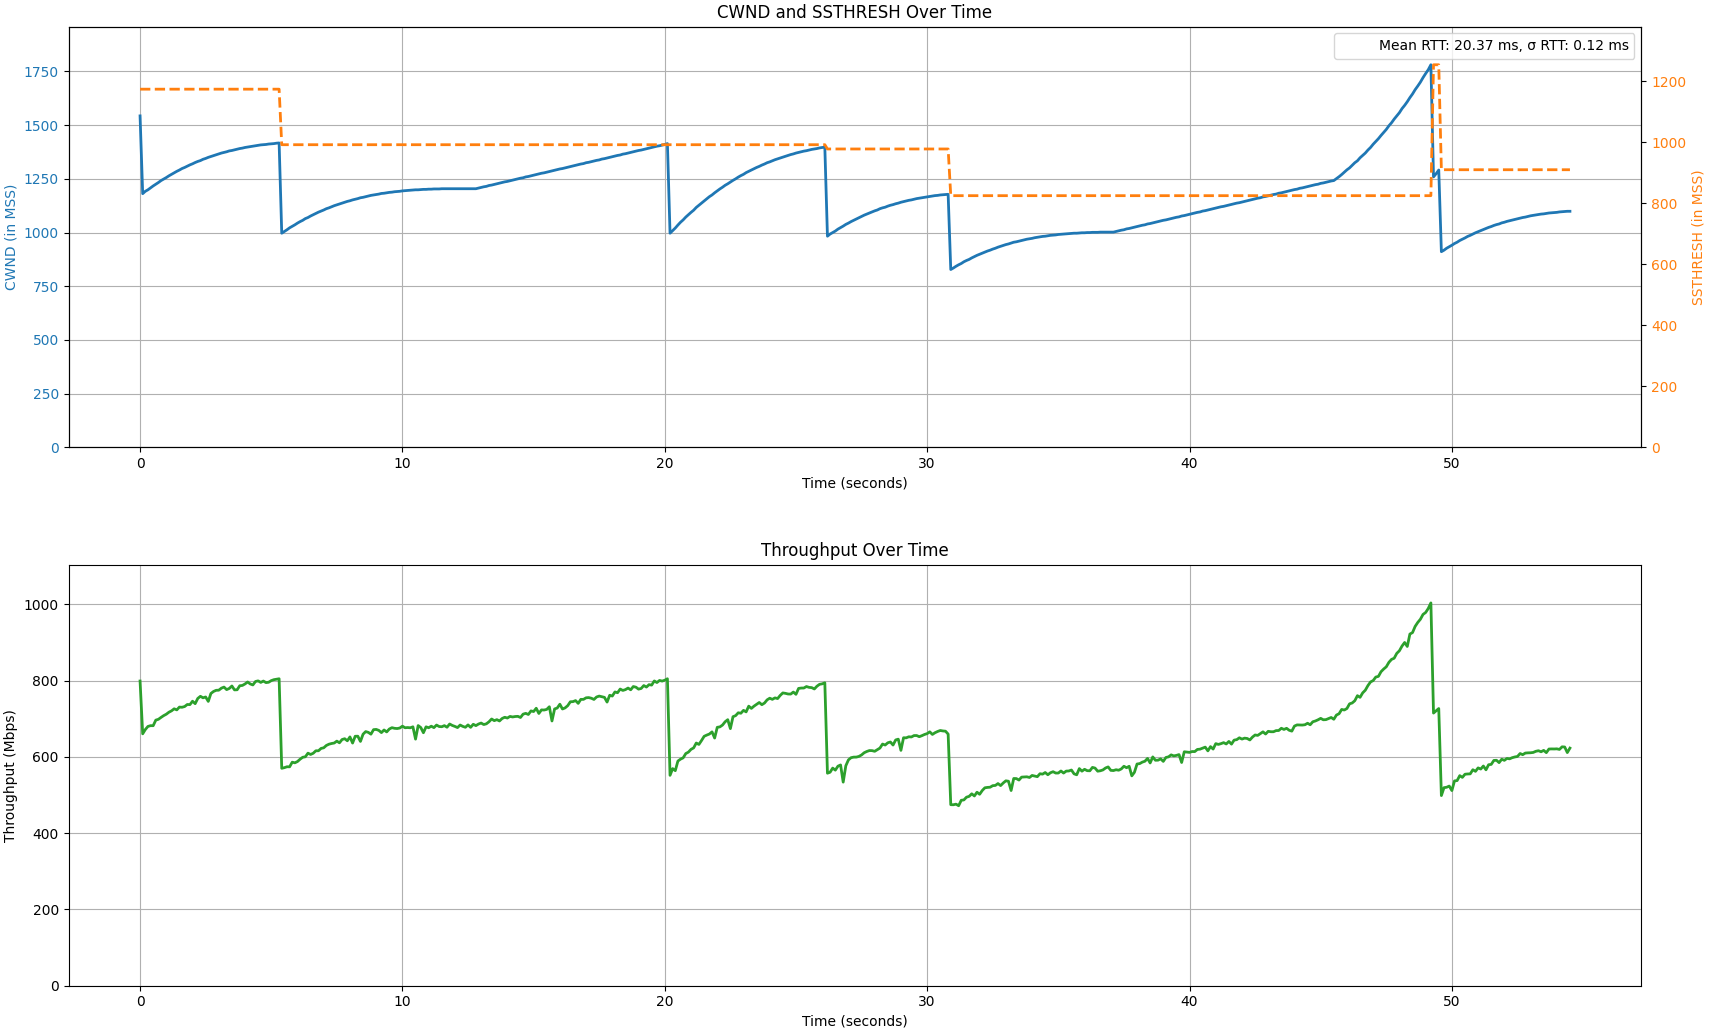 CWND and SSTHRESH Over Time
Mean RTT: 20.37 ms, σ RTT: 0.12 ms
CWND (in MSS)
1750
1500
1250
1000
750
500
250
0
SSTHRESH (in MSS)
1200
1000
800
600
400
200
0
0 10 20 30 40 50
Time (seconds)
Throughput Over Time
Throughput (Mbps)
1000
800
600
400
200
0
0 10 20 30 40 50
Time (seconds)